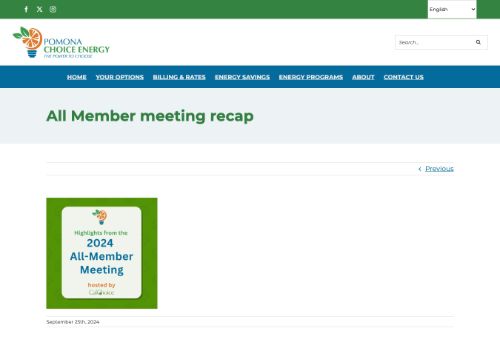 English
POMONA
CHOICE ENERGY
THE POWER TO CHOOSE
Search...
HOME YOUR OPTIONS BILLING & RATES ENERGY SAVINGS ENERGY PROGRAMS ABOUT CONTACT US
All Member meeting recap
Previous
Highlights from the
2024
All-Member
Meeting
hosted by
CalChoice
September 25th, 2024